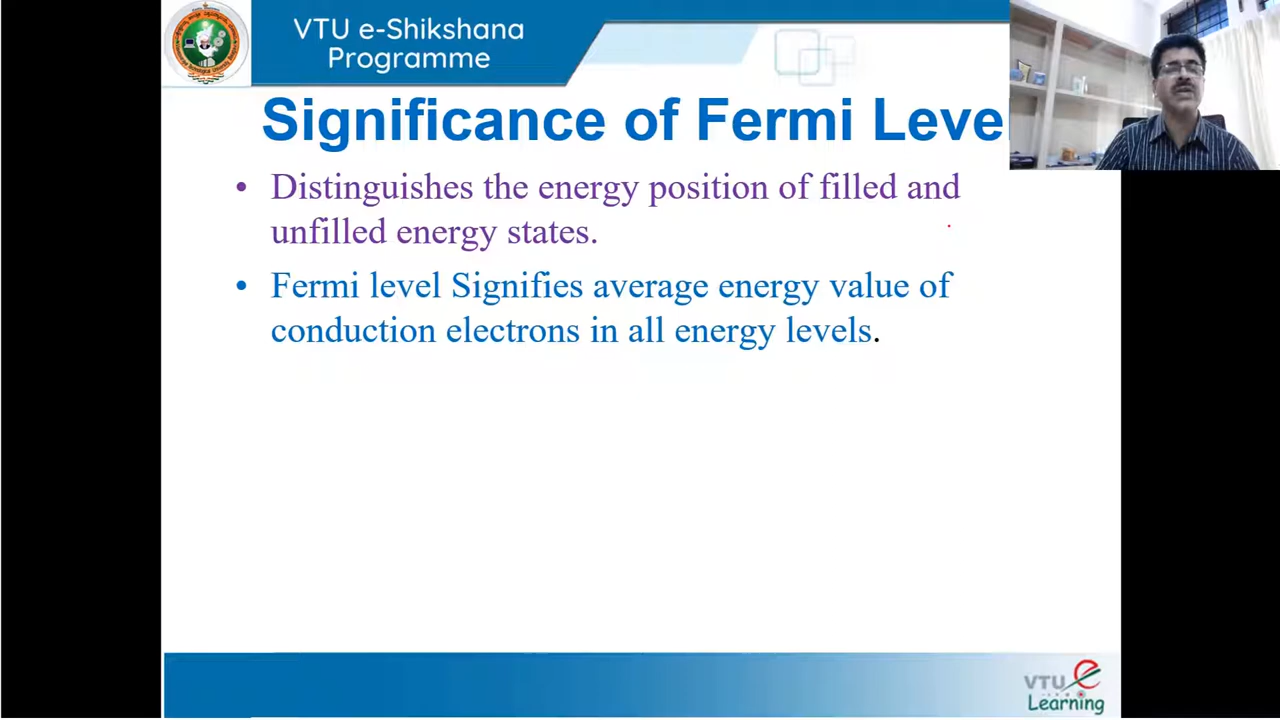 VTU e-Shikshana
Programme
Significance of Fermi Leve
• Distinguishes the energy position of filled and
unfilled energy states.
• Fermi level Signifies average energy value of
conduction electrons in all energy levels.
VTU e
Learning